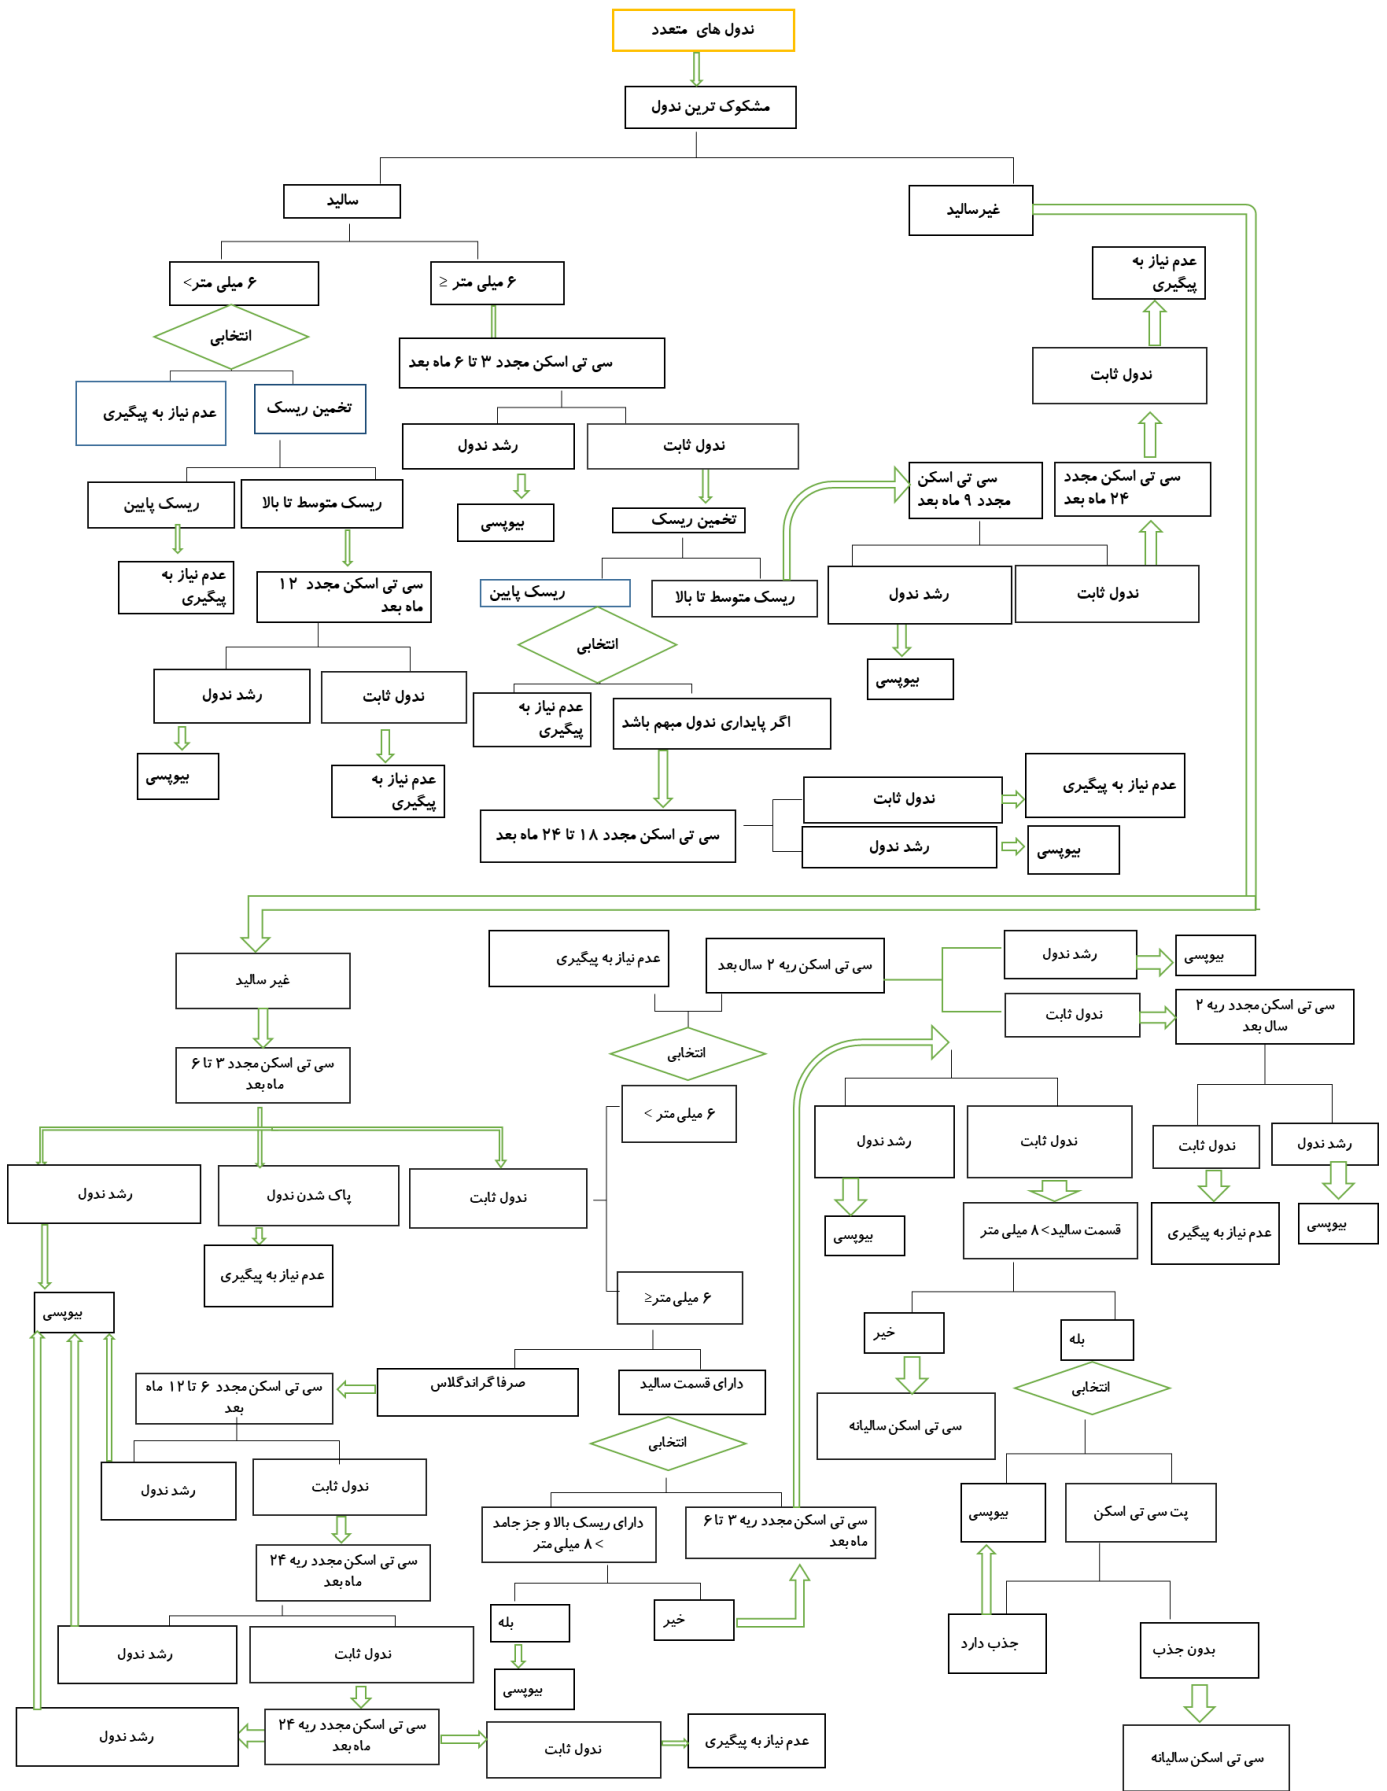 ندول های متعدد
مشکوک ترین ندول
سالید
غیرسالید
۶ میلی متر>
۶ میلی متر ≤
انتخابی
عدم نیاز به پیگیری
تخمین ریسک
ریسک پایین
ریسک متوسط تا بالا
عدم نیاز به
پیگیری
سی تی اسکن مجدد ۱۲
ماه بعد
رشد ندول
ندول ثابت
بیوپسی
عدم نیاز به
پیگیری
سی تی اسکن مجدد ۳ تا ۶ ماه بعد
رشد ندول
ندول ثابت
بیوپسی
تخمین ریسک
ریسک پایین
ریسک متوسط تا بالا
انتخابی
عدم نیاز به
پیگیری
اگر پایداری ندول مبهم باشد
سی تی اسکن مجدد ۱۸ تا ۲۴ ماه بعد
ندول ثابت
رشد ندول
عدم نیاز به پیگیری
بیوپسی
سی تی اسکن
مجدد ۹ ماه بعد
رشد ندول
ندول ثابت
بیوپسی
سی تی اسکن مجدد
۲۴ ماه بعد
ندول ثابت
عدم نیاز به
پیگیری
غیر سالید
سی تی اسکن مجدد ۳ تا ۶
ماه بعد
رشد ندول
پاک شدن ندول
ندول ثابت
عدم نیاز به پیگیری
بیوپسی
عدم نیاز به پیگیری
سی تی اسکن ریه ۲ سال بعد
انتخابی
۶ میلی متر >
۶ میلی متر≤
صرفا گراندگلاس
دارای قسمت سالید
سی تی اسکن مجدد ۶ تا ۱۲ ماه
بعد
رشد ندول
ندول ثابت
سی تی اسکن مجدد ریه ۲۴
ماه بعد
رشد ندول
ندول ثابت
سی تی اسکن مجدد ریه ۲۴
ماه بعد
رشد ندول
ندول ثابت
عدم نیاز به پیگیری
انتخابی
دارای ریسک بالا و جز جامد
> ۸ میلی متر
سی تی اسکن مجدد ریه ۳ تا ۶
ماه بعد
بله
خیر
بیوپسی
رشد ندول
ندول ثابت
بیوپسی
سی تی اسکن مجدد ریه ۲
سال بعد
ندول ثابت
رشد ندول
عدم نیاز به پیگیری
بیوپسی
رشد ندول
ندول ثابت
بیوپسی
قسمت سالید> ۸ میلی متر
خیر
بله
سی تی اسکن سالیانه
انتخابی
بیوپسی
پت سی تی اسکن
جذب دارد
بدون جذب
سی تی اسکن سالیانه